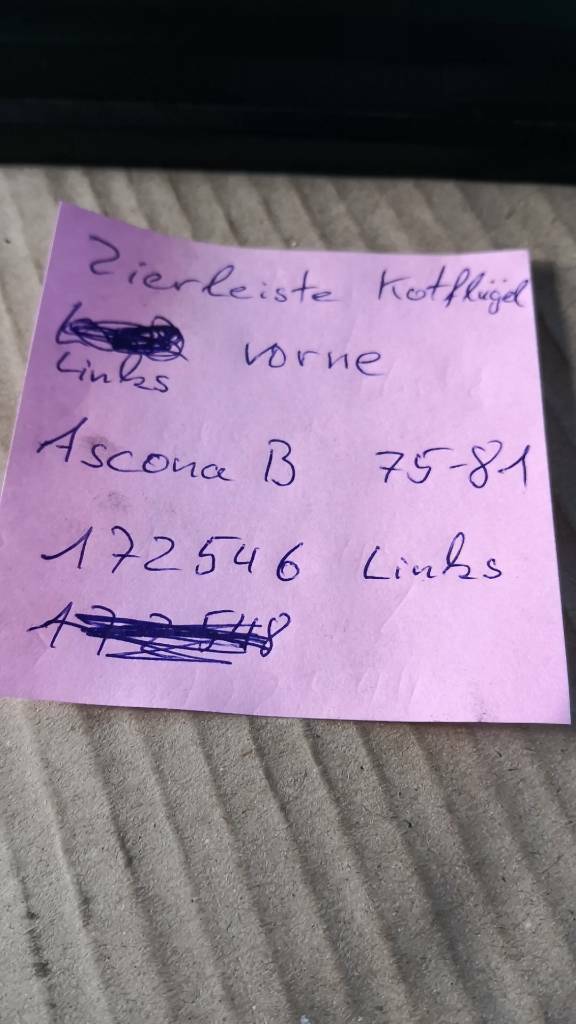 Zierleiste Kotflügel
Links vorne
Ascona B 75-81
172546 Links